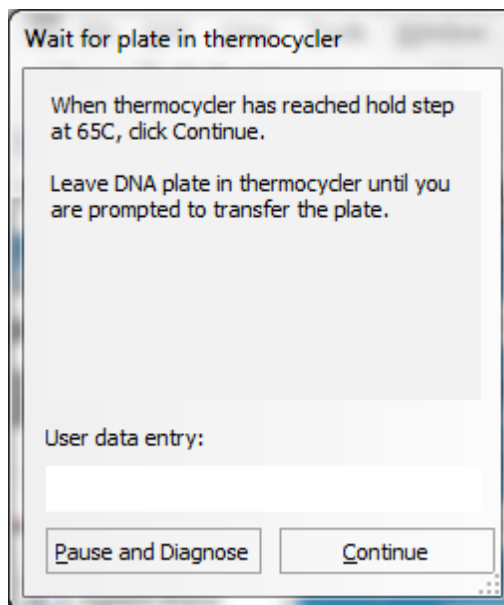 Wait for plate in thermocycler
When thermocycler has reached hold step
at 65C, click Continue.
Leave DNA plate in thermocycler until you
are prompted to transfer the plate.
User data entry:
Pause and Diagnose
Continue